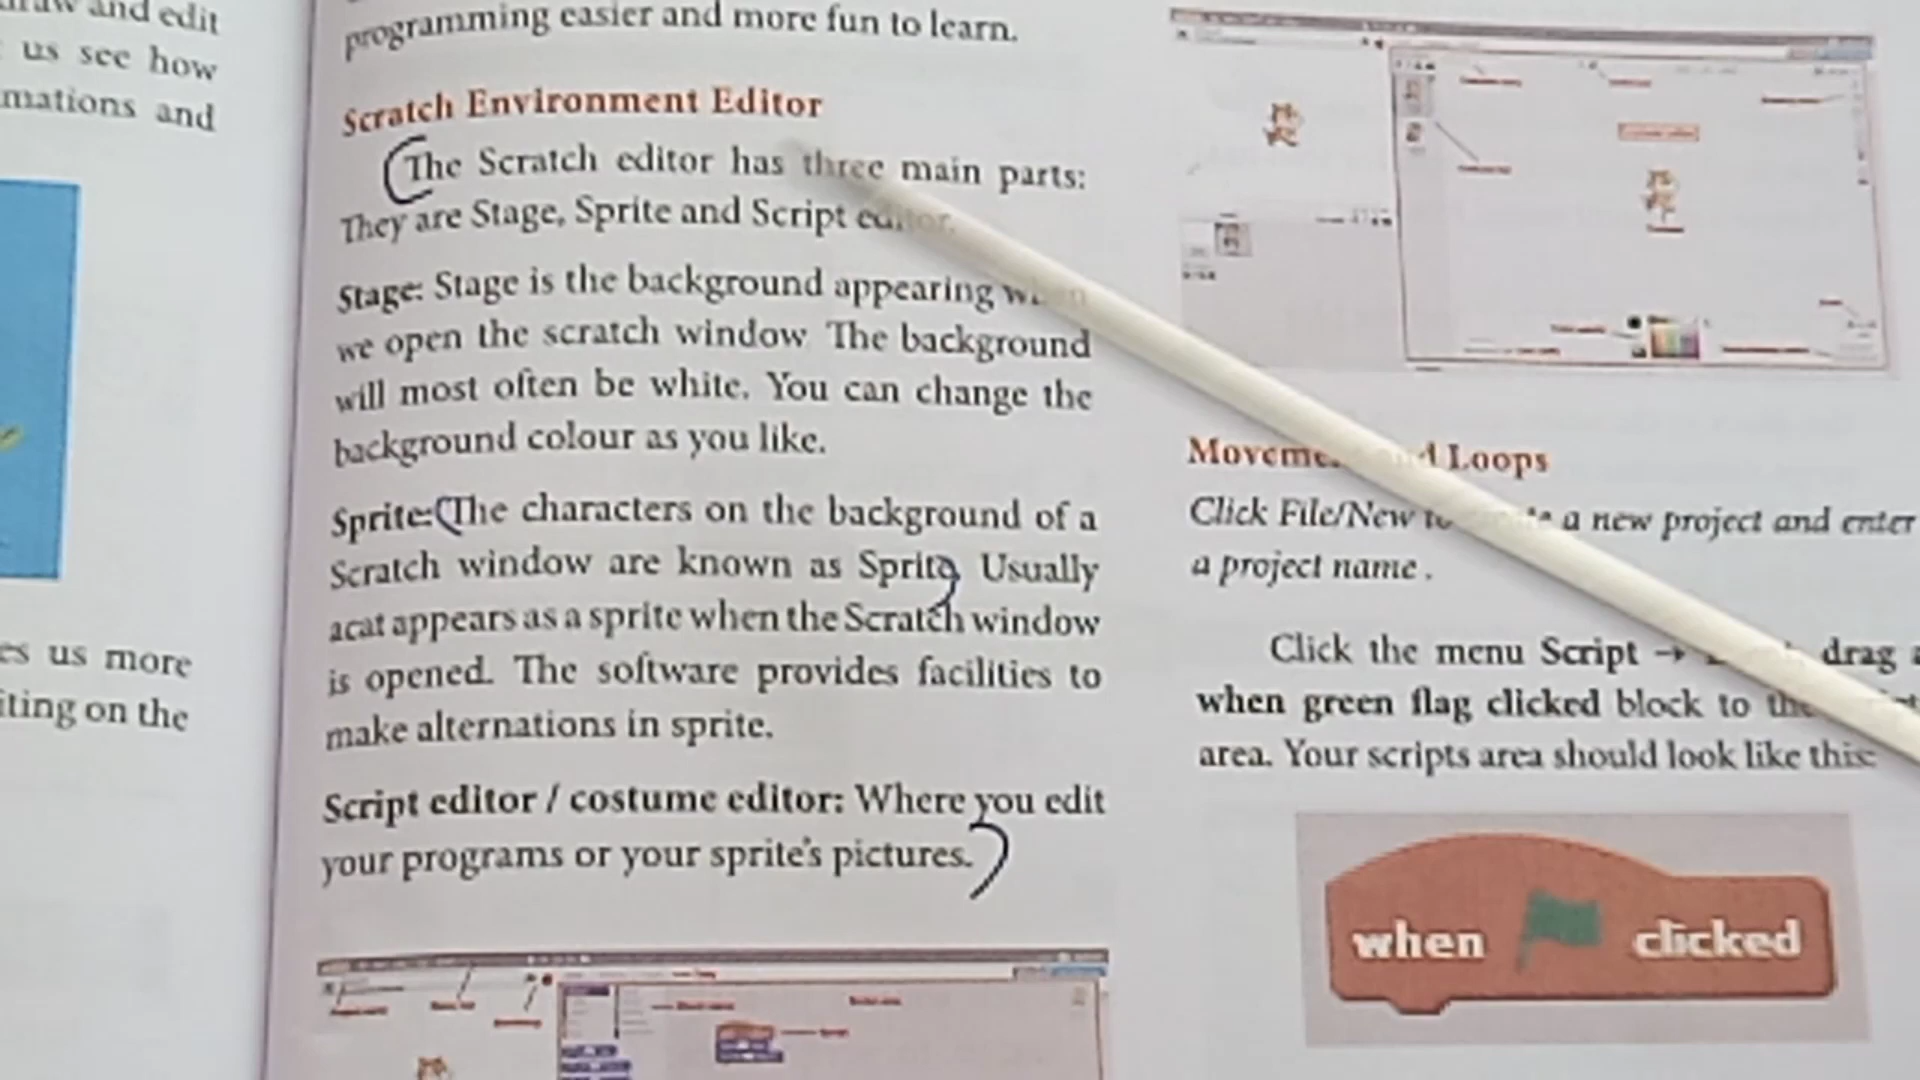 and edit
us see how
mations and
es us more
iting on the
programming easier and more fun to learn.
Scratch Environment Editor
The Scratch editor has three main parts:
They are Stage, Sprite and Script editor.
Stage: Stage is the background appearing when
we open the scratch window The background
will most often be white. You can change the
background colour as you like.
Sprite: The characters on the background of a
Scratch window are known as Sprite Usually
acat appears as a sprite when the Scratch window
is opened. The software provides facilities to
make alternations in sprite.
Script editor / costume editor: Where you edit
your programs or your sprite's pictures.
Loops
Click File/New a new project and enter
a project name .
Click the menu Script → drag
when green flag clicked block to
area. Your scripts area should look like this:
when clicked